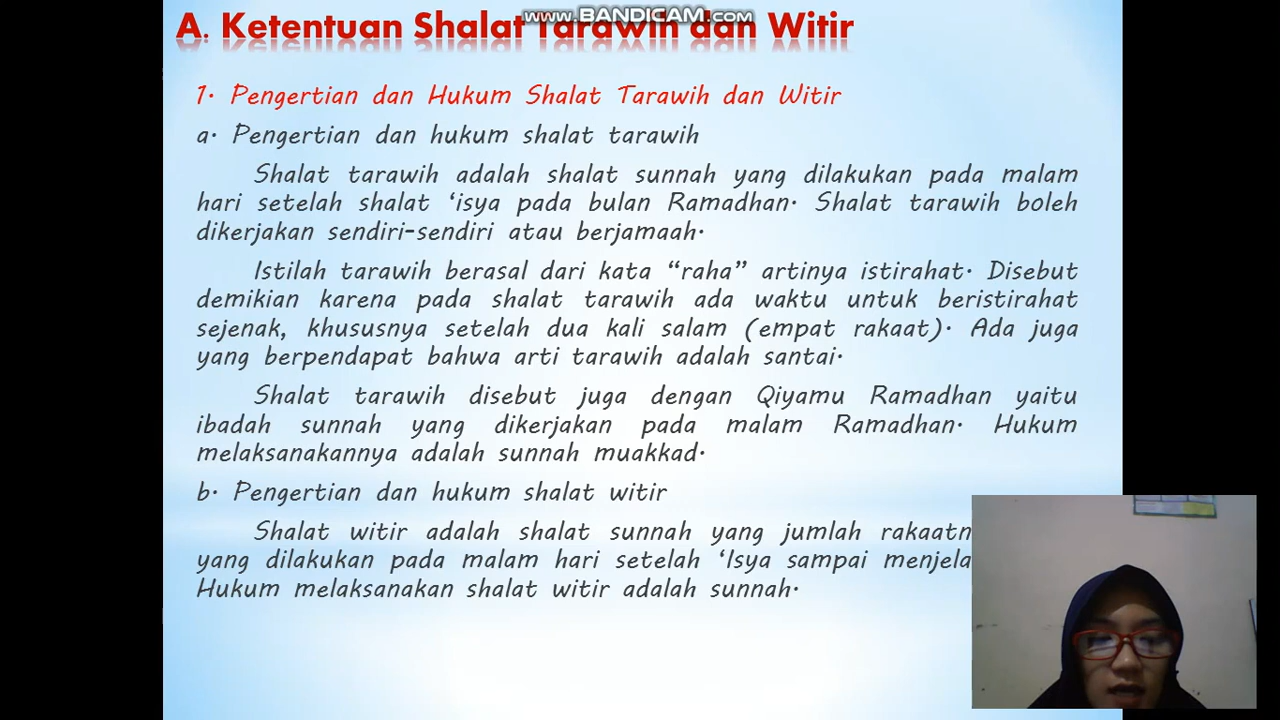 www.BANDICAM.com
A. Ketentuan Shalat Tarawih dan Witir
1. Pengertian dan Hukum Shalat Tarawih dan Witir
a. Pengertian dan hukum shalat tarawih
Shalat tarawih adalah shalat sunnah yang dilakukan pada malam
hari setelah shalat ‘isya pada bulan Ramadhan. Shalat tarawih boleh
dikerjakan sendiri-sendiri atau berjamaah.
Istilah tarawih berasal dari kata “raha” artinya istirahat. Disebut
demikian karena pada shalat tarawih ada waktu untuk beristirahat
sejenak, khususnya setelah dua kali salam (empat rakaat). Ada juga
yang berpendapat bahwa arti tarawih adalah santai.
Shalat tarawih disebut juga dengan Qiyamu Ramadhan yaitu
ibadah sunnah yang dikerjakan pada malam Ramadhan. Hukum
melaksanakannya adalah sunnah muakkad.
b. Pengertian dan hukum shalat witir
Shalat witir adalah shalat sunnah yang jumlah
yang dilakukan pada malam hari setelah ‘Isya sampai
Hukum melaksanakan shalat witir adalah sunnah.